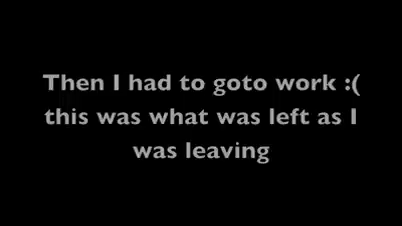 Then I had to goto work :(
this was what was left as I
was leaving